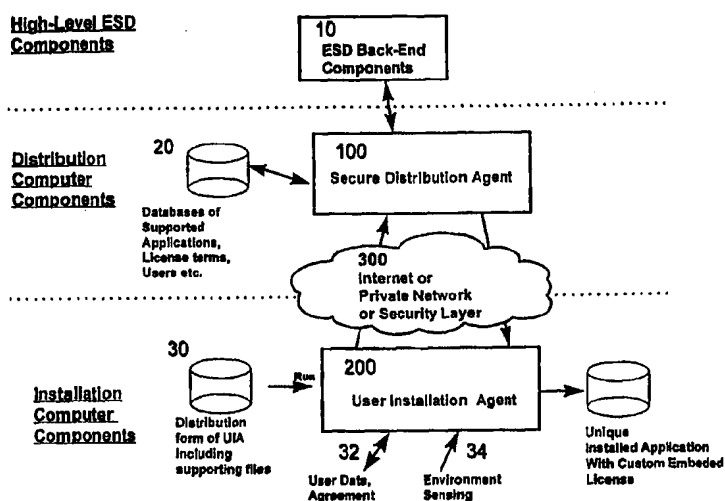 High-Level ESD
Components
10
ESD Back-End
Components
Distribution
Computer
Components
20
Databases of
Supported
Applications,
License terms,
Users etc.
100
Secure Distribution Agent
300
Internet or
Private Network
or Security Layer
Installation
Computer
Components
30
Distribution
form of UIA
Including
supporting files
Run
200
User Installation Agent
32
User Data,
Agreement
34
Environment
Sensing
Unique
Installed Application
With Custom Embeded
License